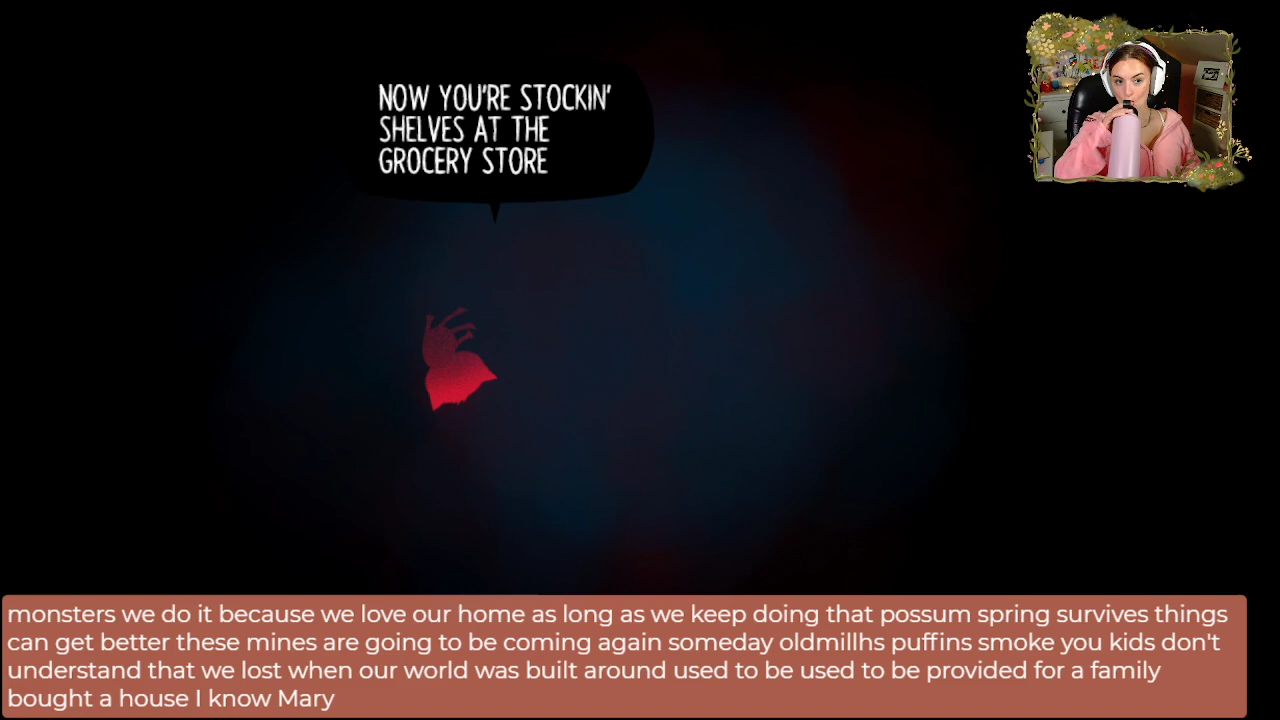 NOW YOU'RE STOCKIN'
SHELVES AT THE
GROCERY STORE
monsters we do it because we love our home as long as we keep doing that possum spring survives things
can get better these mines are going to be coming again someday oldmillhs puffins smoke you kids don't
understand that we lost when our world was built around used to be used to be provided for a family
bought a house I know Mary